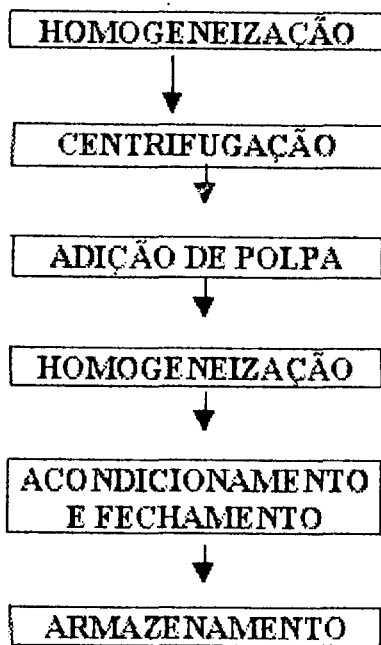 HOMOGENEIZAÇÃO
CENTRIFUGAÇÃO
ADIÇÃO DE POLPA
HOMOGENEIZAÇÃO
ACONDICIONAMENTO
E FECHAMENTO
ARMAZENAMENTO